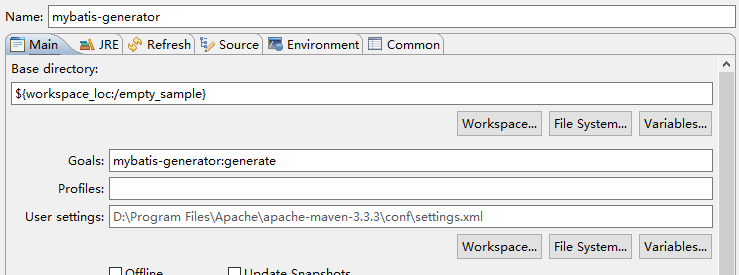 Name: mybatis-generator
Main JRE Refresh Source Environment Common
Base directory:
${workspace_loc:/empty_sample}
Workspace... File System... Variables...
Goals: mybatis-generator:generate
Profiles:
User settings: D:\Program Files\Apache\apache-maven-3.3.3\conf\settings.xml
Workspace... File System... Variables...
Offline Update Snapshots